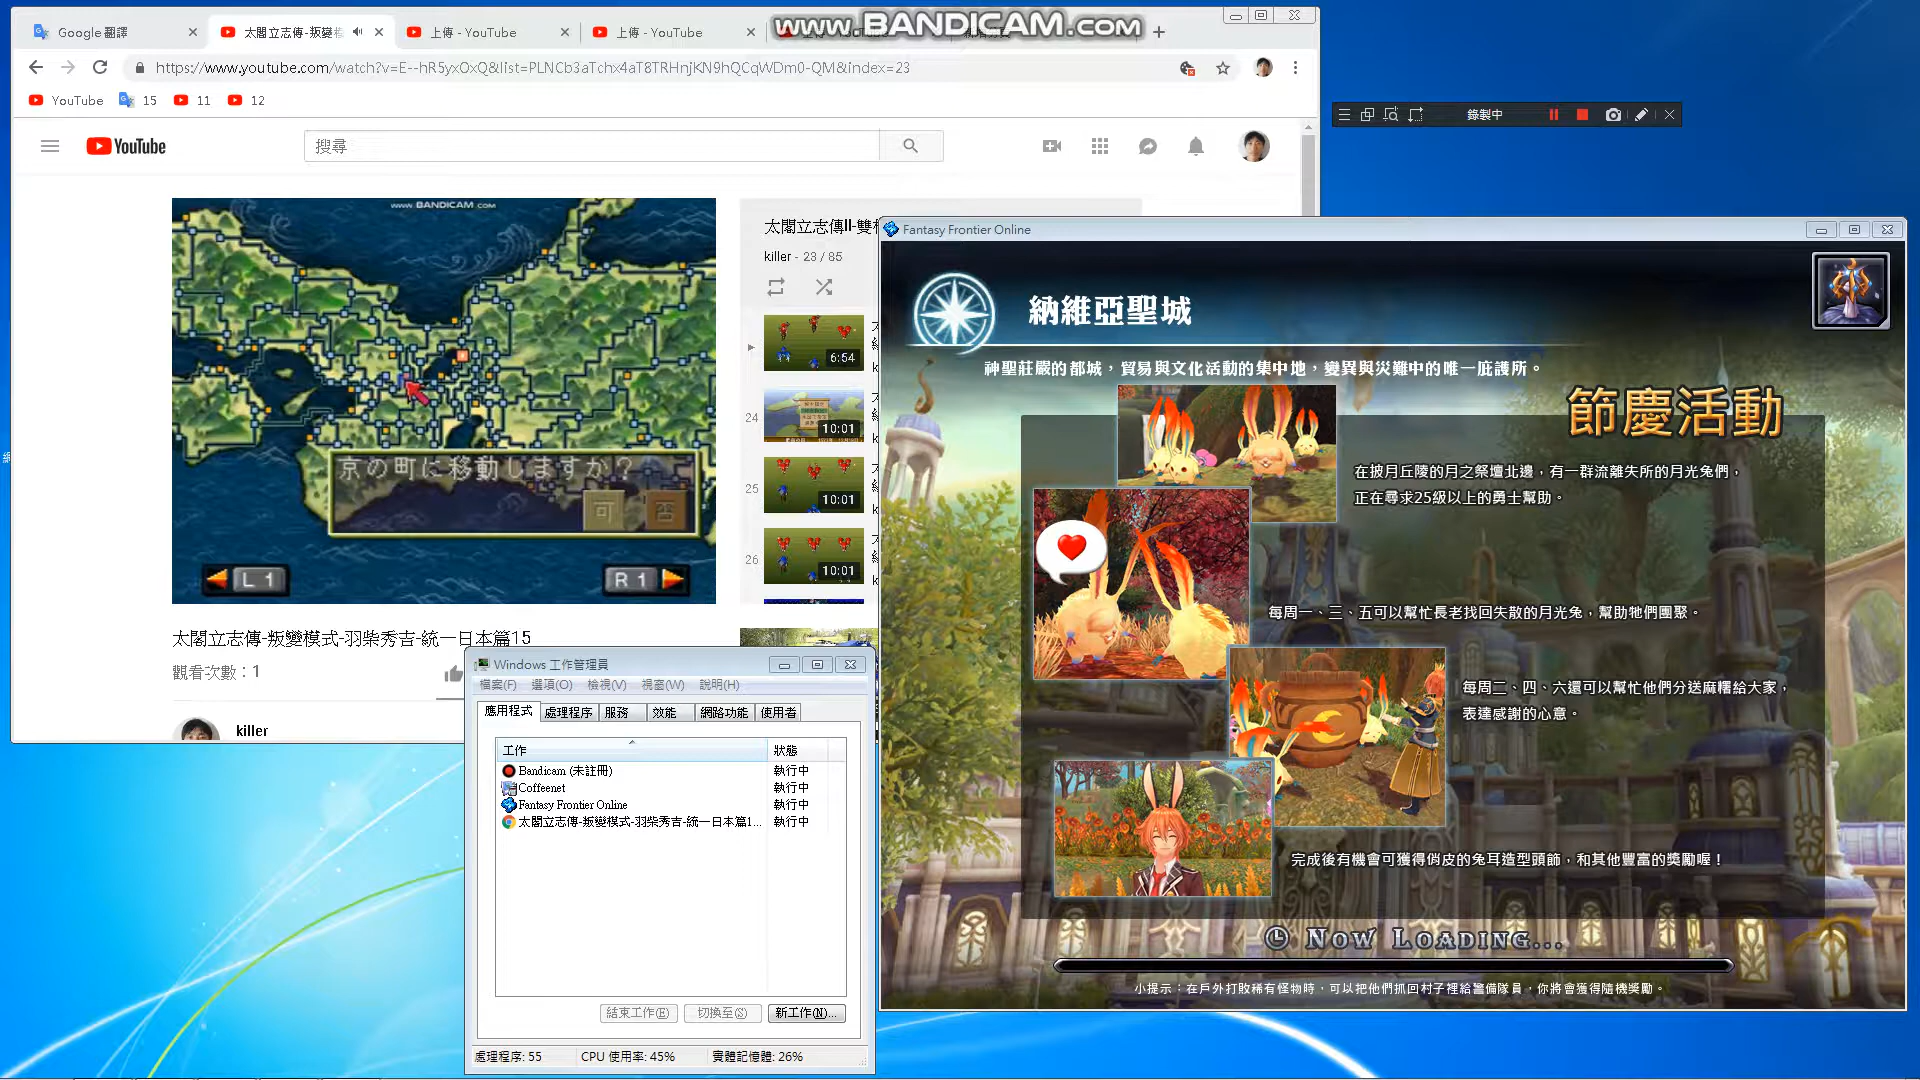 www.BANDICAM.com
Google 翻譯
太閤立志傳-叛變模
上傳 - YouTube
上傳 - YouTube
https://www.youtube.com/watch?v=E--hR5yxOxQ&list=PLNCb3aTchx4aT8TRHnjKN9hQCqWDm0-QM&index=23
YouTube
15
11
12
錄製中
YouTube
搜尋
www.BANDICAM.com
京の町に移動しますか？
可
否
L 1
R 1
太閤立志傳II-雙
killer - 23 / 85
6:54
24
10:01
25
10:01
26
10:01
太閤立志傳-叛變模式-羽柴秀吉-統一日本篇15
觀看次數：1
killer
Windows 工作管理員
檔案(F) 選項(O) 檢視(V) 視窗(W) 說明(H)
應用程式 處理程序 服務 效能 網路功能 使用者
工作 狀態
Bandicam (未註冊) 執行中
Coffeenet 執行中
Fantasy Frontier Online 執行中
太閤立志傳-叛變模式-羽柴秀吉-統一日本篇1... 執行中
結束工作(E) 切換至(S) 新工作(N)...
處理程序: 55 CPU 使用率: 45% 實體記憶體: 26%
Fantasy Frontier Online
納維亞聖城
神聖莊嚴的都城，貿易與文化活動的集中地，變異與災難中的唯一庇護所。
節慶活動
在披月丘陵的月之祭壇北邊，有一群流離失所的月光兔們，
正在尋求25級以上的勇士幫助。
每周一、三、五可以幫忙長老找回失散的月光兔，幫助牠們團聚。
每周二、四、六還可以幫忙他們分送麻糬給大家，
表達感謝的心意。
完成後有機會可獲得俏皮的兔耳造型頭飾，和其他豐富的獎勵喔！
Now Loading...
小提示：在戶外打敗稀有怪物時，可以把他們抓回村子裡給警備隊員，你將會獲得隨機獎勵。